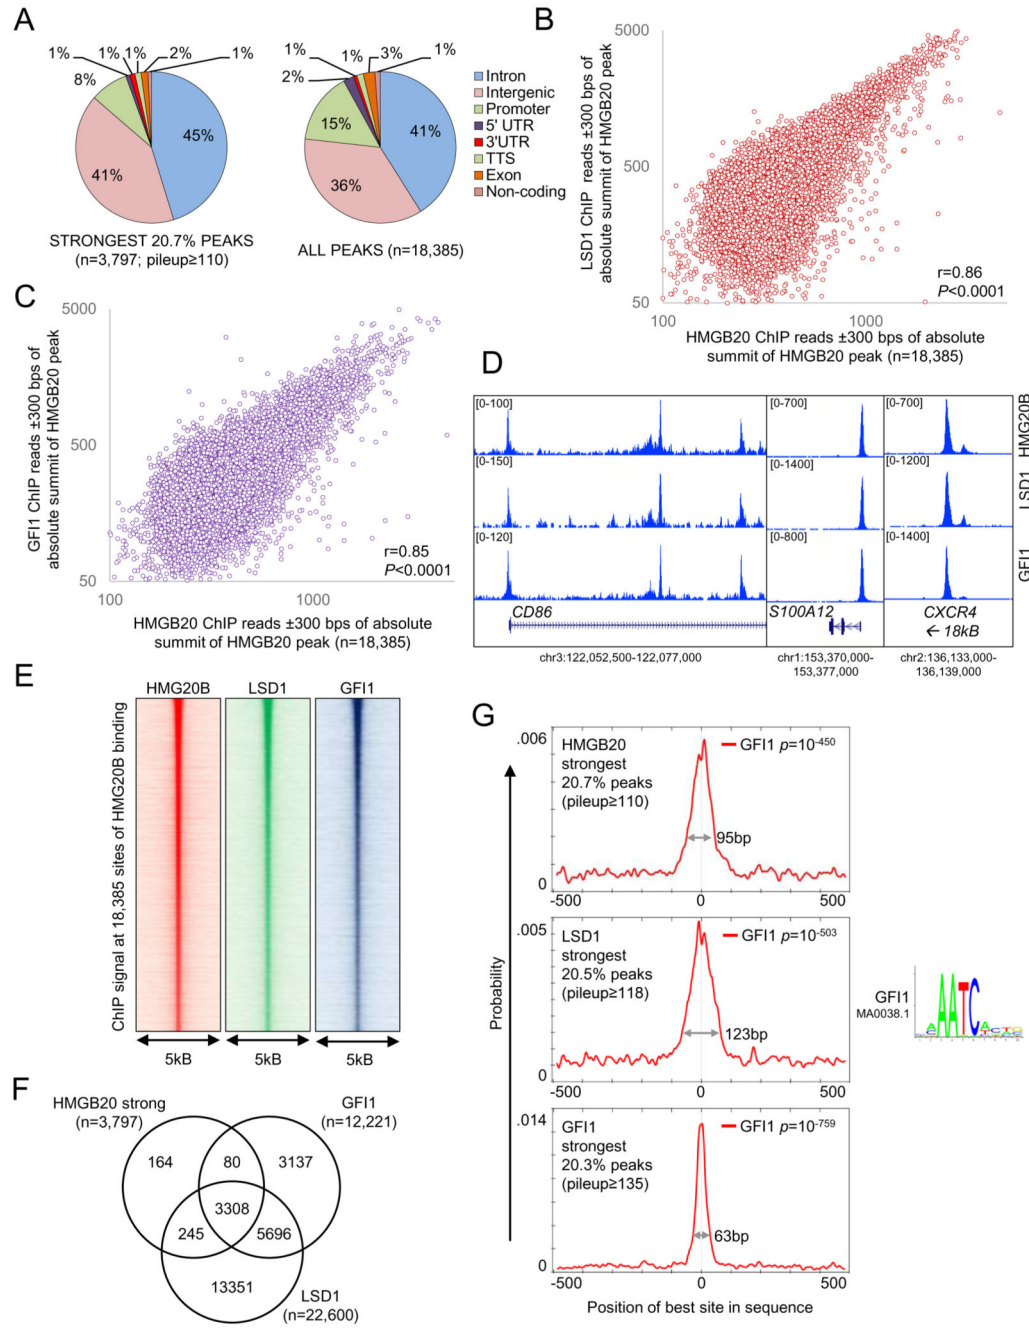 A
1%
1%
1%
2%
1%
8%
45%
41%
STRONGEST 20.7% PEAKS
(n=3,797; pileup≥110)
1%
1%
3%
1%
2%
15%
41%
36%
ALL PEAKS (n=18,385)
Intron
Intergenic
Promoter
5' UTR
3'UTR
TTS
Exon
Non-coding
B
LSD1 ChIP reads ±300 bps of
absolute summit of HMGB20 peak
5000
500
50
100
1000
r=0.86
P<0.0001
HMGB20 ChIP reads ±300 bps of absolute
summit of HMGB20 peak (n=18,385)
C
GFI1 ChIP reads ±300 bps of
absolute summit of HMGB20 peak
5000
500
50
100
1000
r=0.85
P<0.0001
HMGB20 ChIP reads ±300 bps of absolute
summit of HMGB20 peak (n=18,385)
D
[0-100]
[0-700]
[0-700]
HMG20B
[0-150]
[0-1400]
[0-1200]
LSD1
[0-120]
[0-800]
[0-1400]
GFI1
CD86
S100A12
CXCR4
← 18kB
chr3:122,052,500-122,077,000
chr1:153,370,000-
153,377,000
chr2:136,133,000-
136,139,000
E
HMG20B
LSD1
GFI1
ChIP signal at 18,385 sites of HMG20B binding
5kB
5kB
5kB
F
HMGB20 strong
(n=3,797)
GFI1
(n=12,221)
164
80
3137
3308
245
5696
13351
LSD1
(n=22,600)
G
Probability
.006
HMGB20
strongest
20.7% peaks
(pileup≥110)
GFI1 p=10-450
95bp
0
-500
0
500
.005
LSD1
strongest
20.5% peaks
(pileup≥118)
GFI1 p=10-503
123bp
0
-500
0
500
.014
GFI1
strongest
20.3% peaks
(pileup≥135)
GFI1 p=10-759
63bp
0
-500
0
500
Position of best site in sequence
GFI1
MA0038.1
AATC